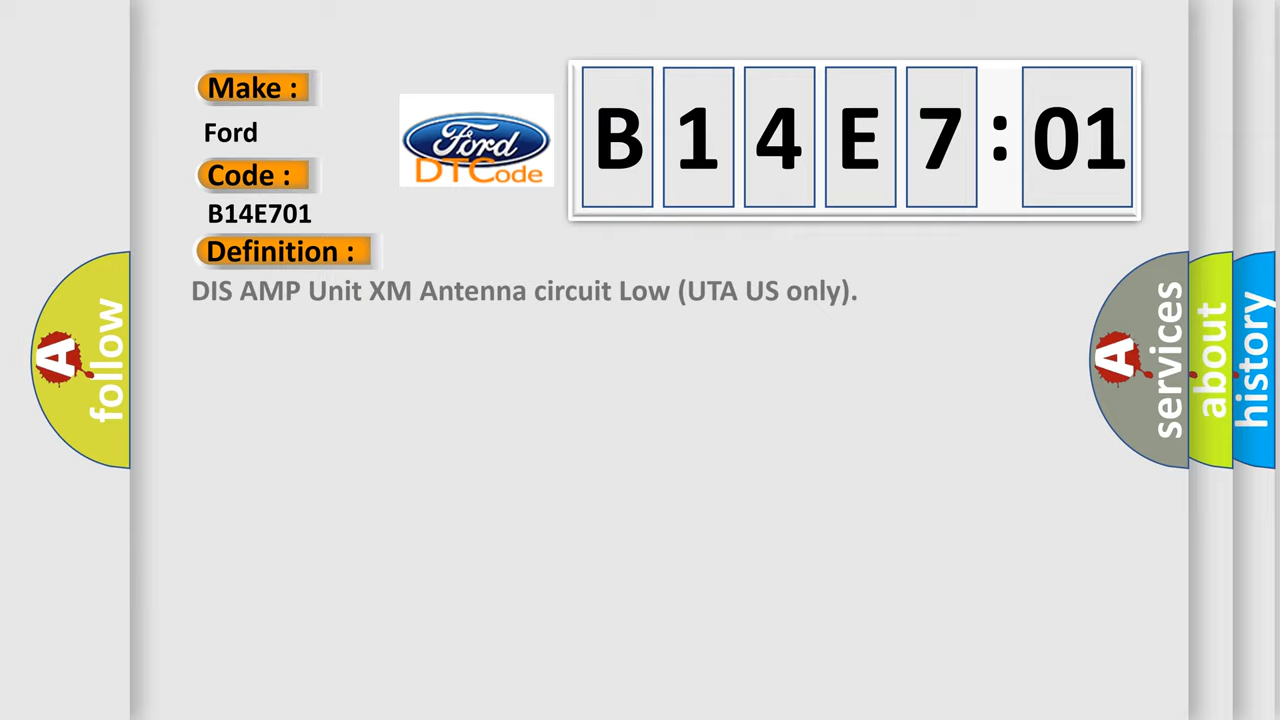 Make :
Ford
Code :
B14E701
Definition :
DIS AMP Unit XM Antenna circuit Low (UTA US only).
Ford
DTCode
B 1 4 E 7 : 01
A follow
A services
about
history